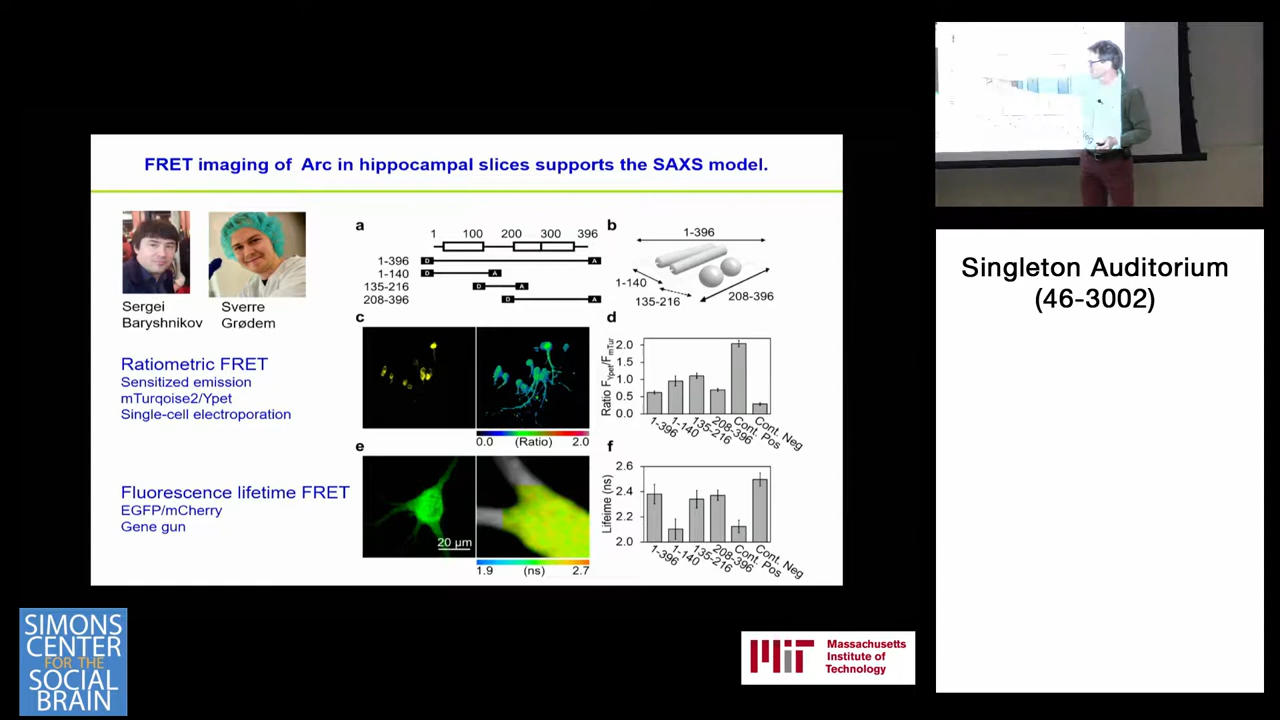 FRET imaging of Arc in hippocampal slices supports the SAXS model.
Sergei
Baryshnikov
Sverre
Grødem
Ratiometric FRET
Sensitized emission
mTurqoise2/Ypet
Single-cell electroporation
Fluorescence lifetime FRET
EGFP/mCherry
Gene gun
a
1 100 200 300 396
1-396 D A
1-140 D A
135-216 D A
208-396 D A
b
1-396
1-140
135-216
208-396
c
0.0 (Ratio) 2.0
d
Ratio FYpet/FmTur
2.0
1.5
1.0
0.5
0.0
1-396
1-140
135-216
208-396
Cont. Pos
Cont. Neg
e
20 µm
1.9 (ns) 2.7
f
Lifeime (ns)
2.6
2.4
2.2
2.0
1-396
1-140
135-216
208-396
Cont. Pos
Cont. Neg
Singleton Auditorium
(46-3002)
SIMONS
CENTER
FOR THE
SOCIAL
BRAIN
MIT
Massachusetts
Institute of
Technology